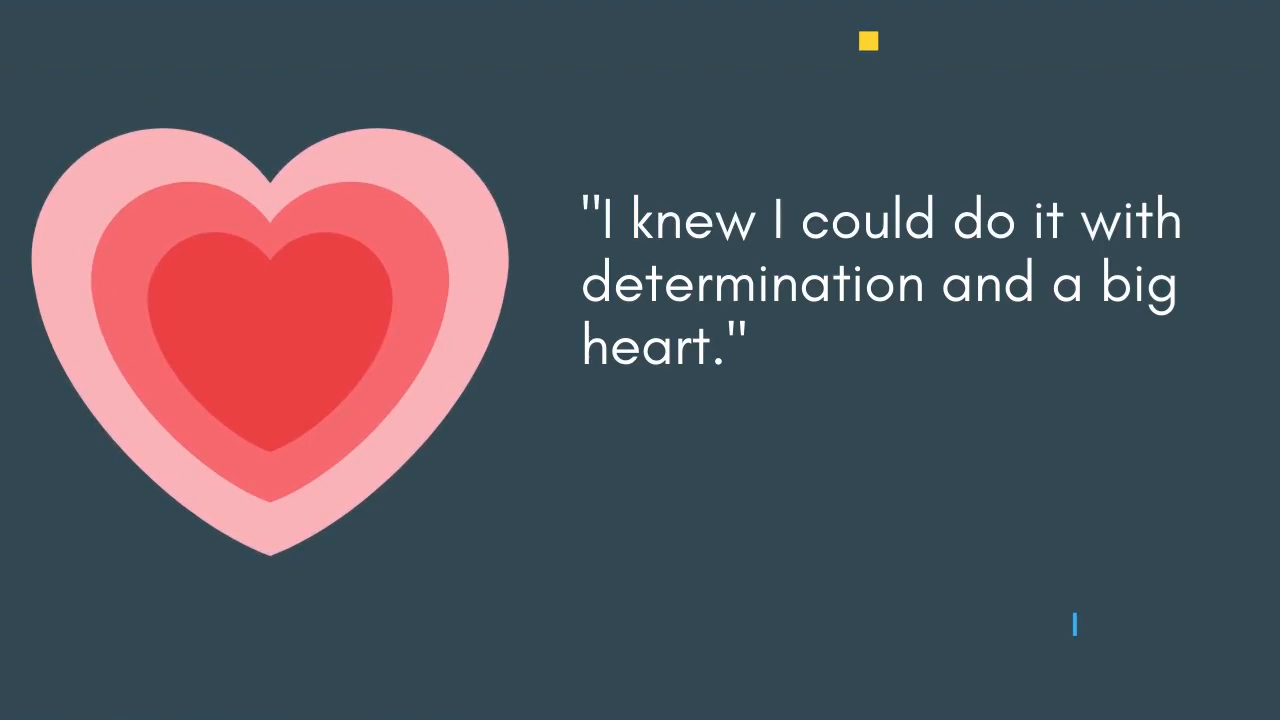 "I knew I could do it with
determination and a big
heart."